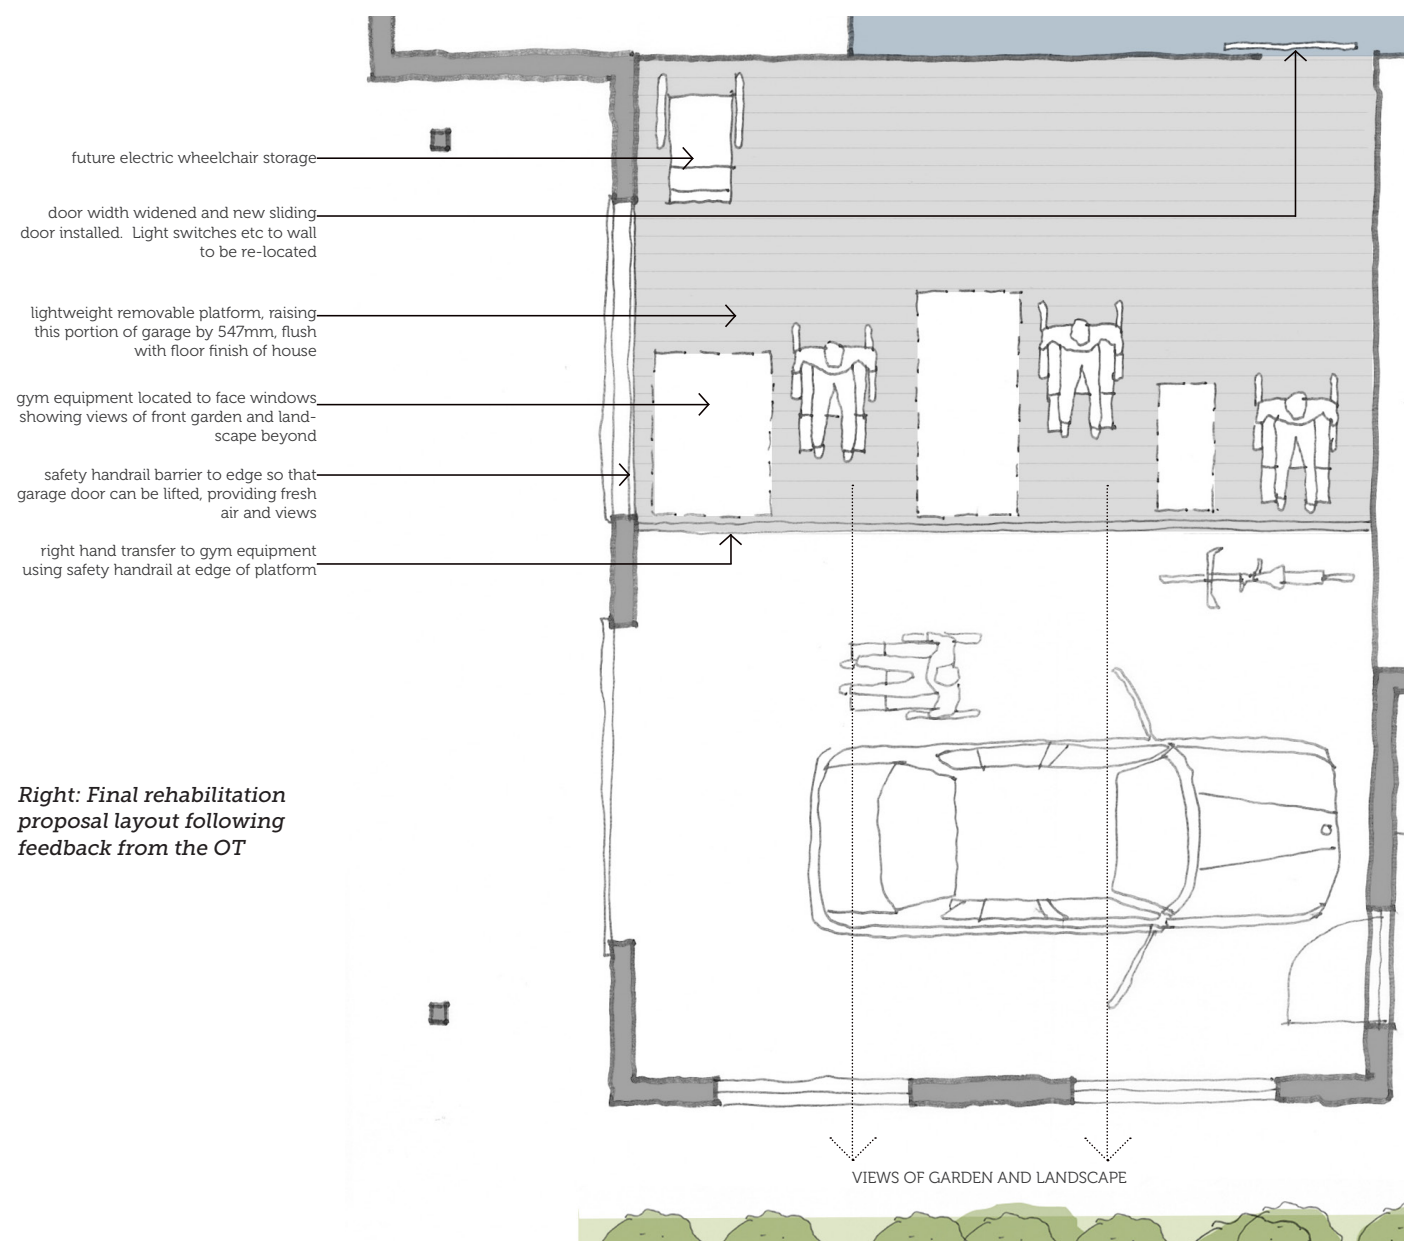 future electric wheelchair storage
door width widened and new sliding
door installed.  Light switches etc to wall
to be re-located
lightweight removable platform, raising
this portion of garage by 547mm, flush
with floor finish of house
gym equipment located to face windows
showing views of front garden and land-
scape beyond
safety handrail barrier to edge so that
garage door can be lifted, providing fresh
air and views
right hand transfer to gym equipment
using safety handrail at edge of platform
Right: Final rehabilitation
proposal layout following
feedback from the OT
VIEWS OF GARDEN AND LANDSCAPE